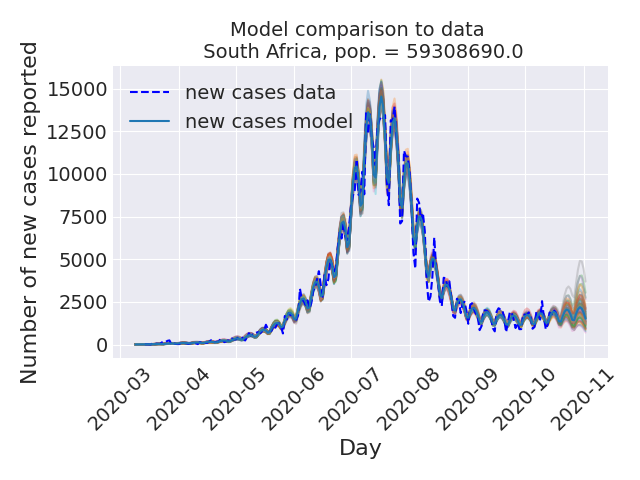 Model comparison to data
South Africa, pop. = 59308690.0
new cases data
new cases model
Number of new cases reported
15000
12500
10000
7500
5000
2500
0
2020-03
2020-04
2020-05
2020-06
2020-07
2020-08
2020-09
2020-10
2020-11
Day